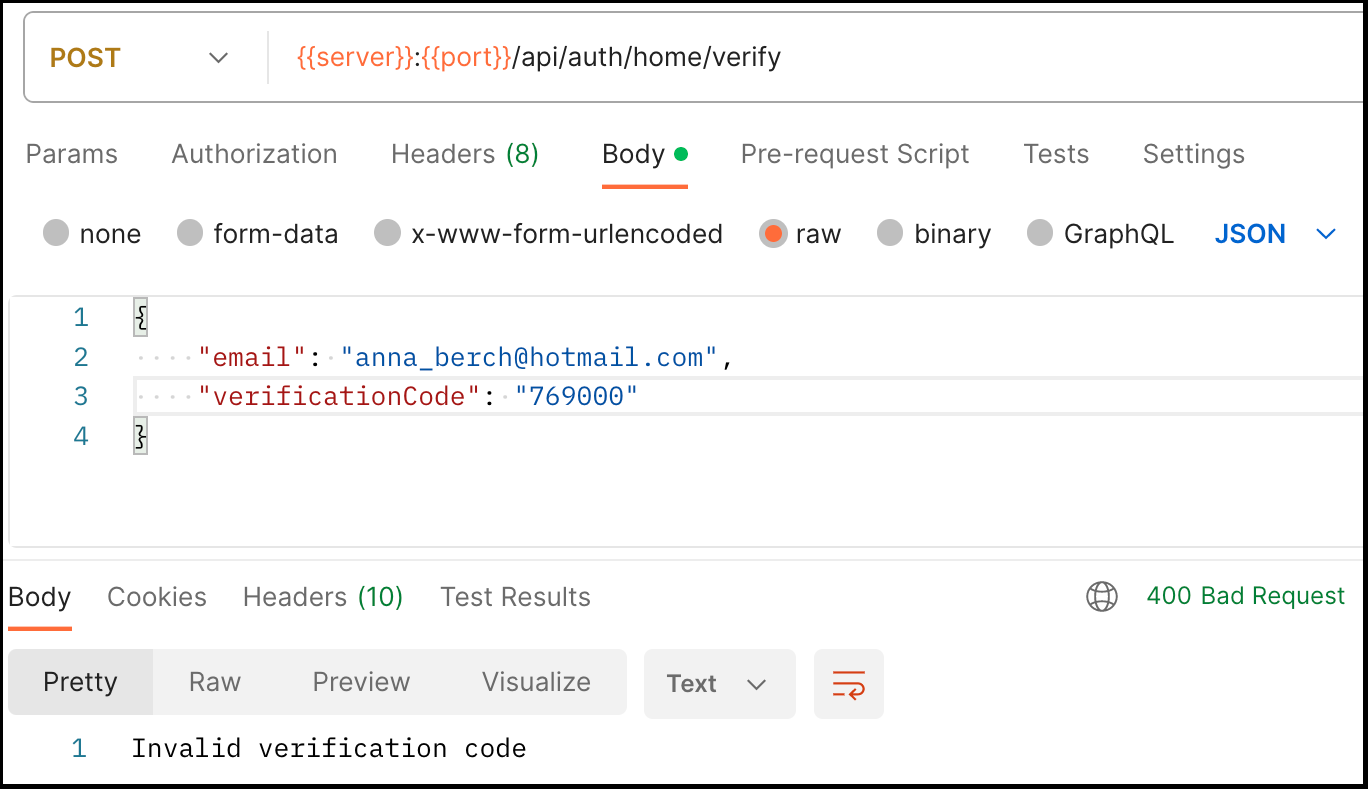 POST {{server}}:{{port}}/api/auth/home/verify
Params Authorization Headers (8) Body Pre-request Script Tests Settings
none form-data x-www-form-urlencoded raw binary GraphQL JSON
1 {
2 ····"email":·"anna_berch@hotmail.com",
3 ····"verificationCode":·"769000"
4 }
Body Cookies Headers (10) Test Results 400 Bad Request
Pretty Raw Preview Visualize Text
1 Invalid verification code